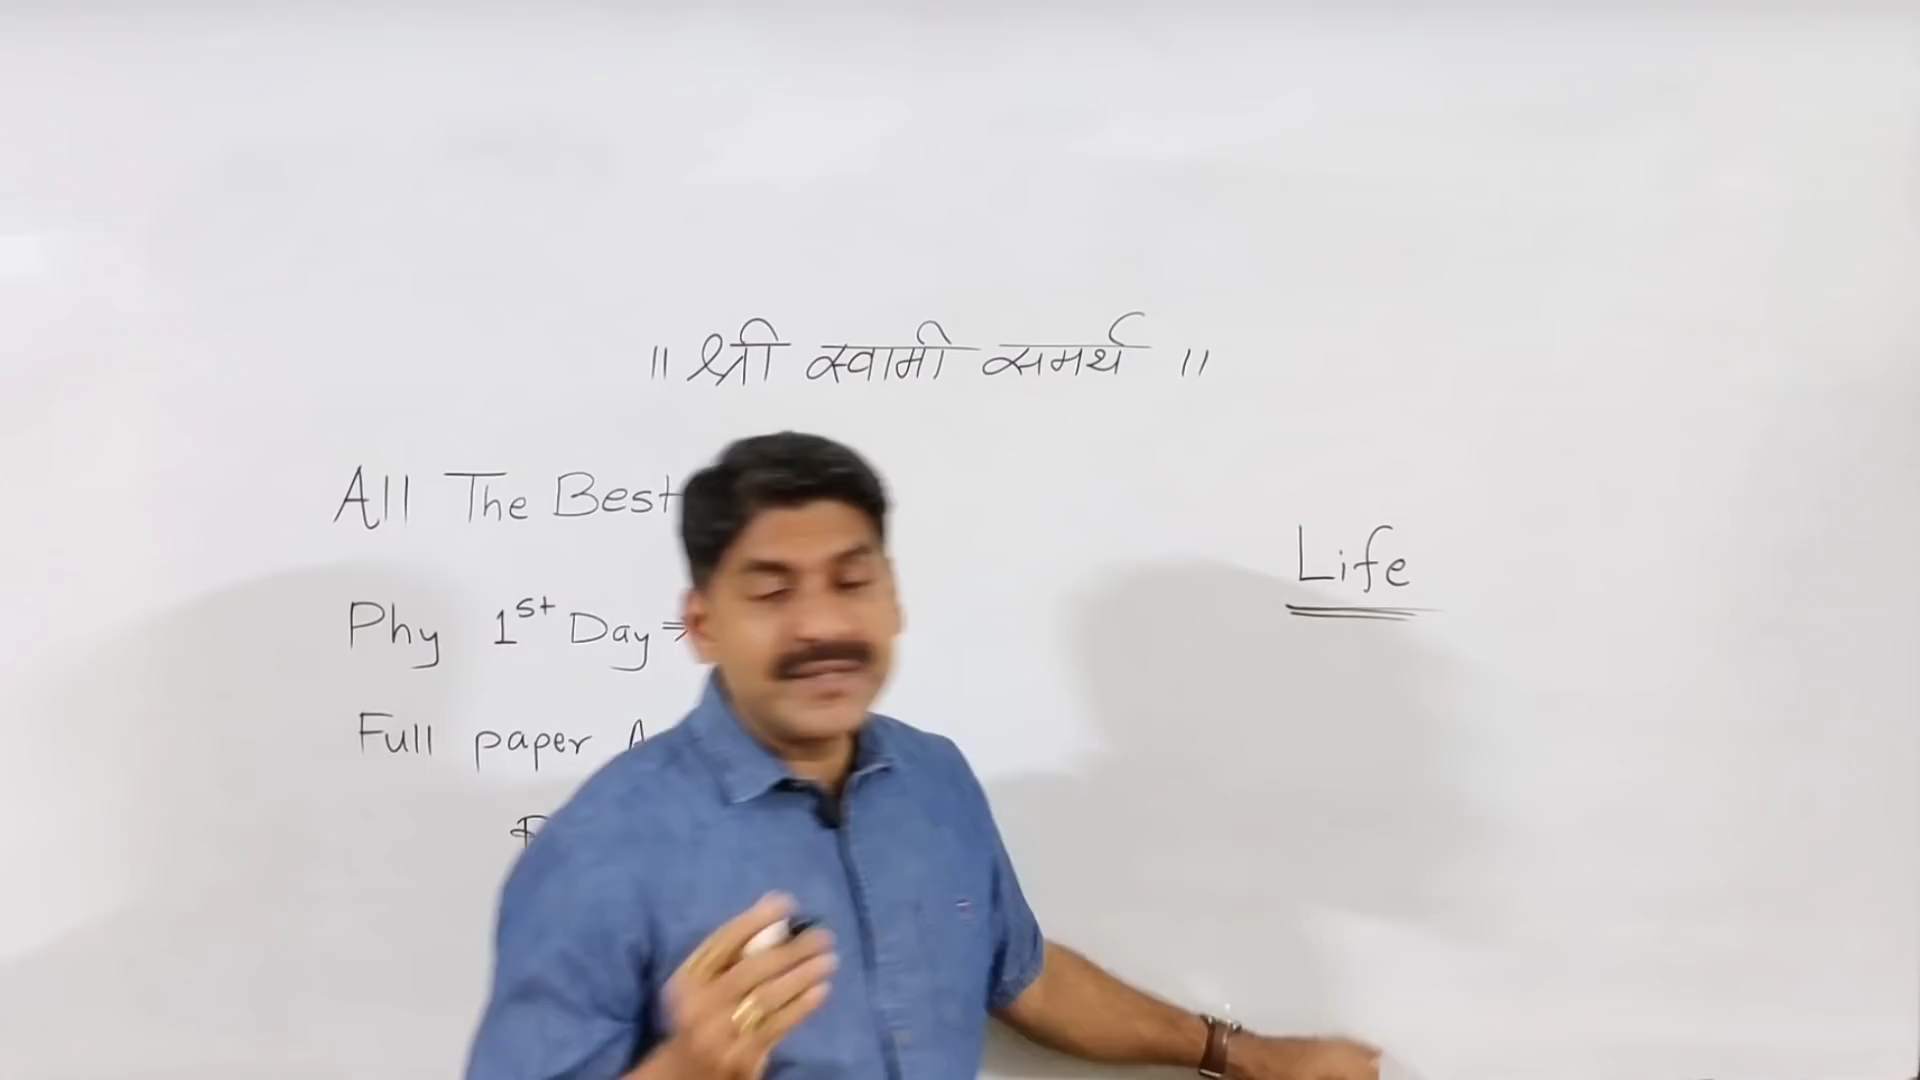 ॥ श्री स्वामी समर्थ ॥
All The Best
Life
Phy 1st Day ⇒
Full paper